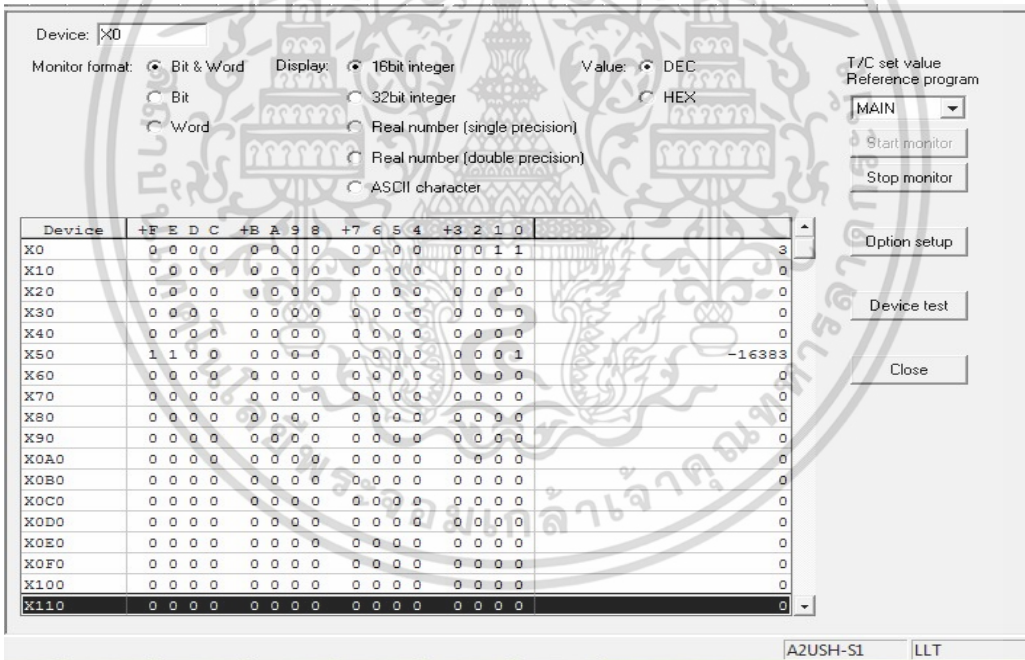 Device: X0
Monitor format: Bit & Word Display: 16bit integer Value: DEC
Bit 32bit integer HEX
Word Real number (single precision)
Real number (double precision)
ASCII character
T/C set value
Reference program
MAIN
Start monitor
Stop monitor
Option setup
Device test
Close
Device +F E D C +B A 9 8 +7 6 5 4 +3 2 1 0
X0 0 0 0 0 0 0 0 0 0 0 0 0 0 0 1 1 3
X10 0 0 0 0 0 0 0 0 0 0 0 0 0 0 0 0 0
X20 0 0 0 0 0 0 0 0 0 0 0 0 0 0 0 0 0
X30 0 0 0 0 0 0 0 0 0 0 0 0 0 0 0 0 0
X40 0 0 0 0 0 0 0 0 0 0 0 0 0 0 0 0 0
X50 1 1 0 0 0 0 0 0 0 0 0 0 0 0 0 1 -16383
X60 0 0 0 0 0 0 0 0 0 0 0 0 0 0 0 0 0
X70 0 0 0 0 0 0 0 0 0 0 0 0 0 0 0 0 0
X80 0 0 0 0 0 0 0 0 0 0 0 0 0 0 0 0 0
X90 0 0 0 0 0 0 0 0 0 0 0 0 0 0 0 0 0
X0A0 0 0 0 0 0 0 0 0 0 0 0 0 0 0 0 0 0
X0B0 0 0 0 0 0 0 0 0 0 0 0 0 0 0 0 0 0
X0C0 0 0 0 0 0 0 0 0 0 0 0 0 0 0 0 0 0
X0D0 0 0 0 0 0 0 0 0 0 0 0 0 0 0 0 0 0
X0E0 0 0 0 0 0 0 0 0 0 0 0 0 0 0 0 0 0
X0F0 0 0 0 0 0 0 0 0 0 0 0 0 0 0 0 0 0
X100 0 0 0 0 0 0 0 0 0 0 0 0 0 0 0 0 0
X110 0 0 0 0 0 0 0 0 0 0 0 0 0 0 0 0 0
A2USH-S1 LLT